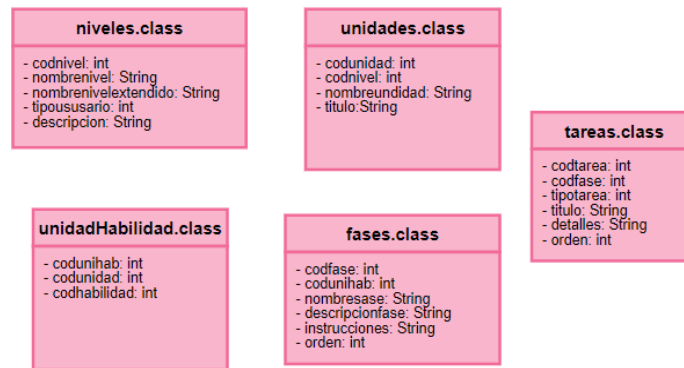 niveles.class
- codnivel: int
- nombrenivel: String
- nombrenivelextendido: String
- tipoususario: int
- descripcion: String
unidades.class
- codunidad: int
- codnivel: int
- nombreundidad: String
- titulo:String
tareas.class
- codtarea: int
- codfase: int
- tipotarea: int
- titulo: String
- detalles: String
- orden: int
unidadHabilidad.class
- codunihab: int
- codunidad: int
- codhabilidad: int
fases.class
- codfase: int
- codunihab: int
- nombresase: String
- descripcionfase: String
- instrucciones: String
- orden: int